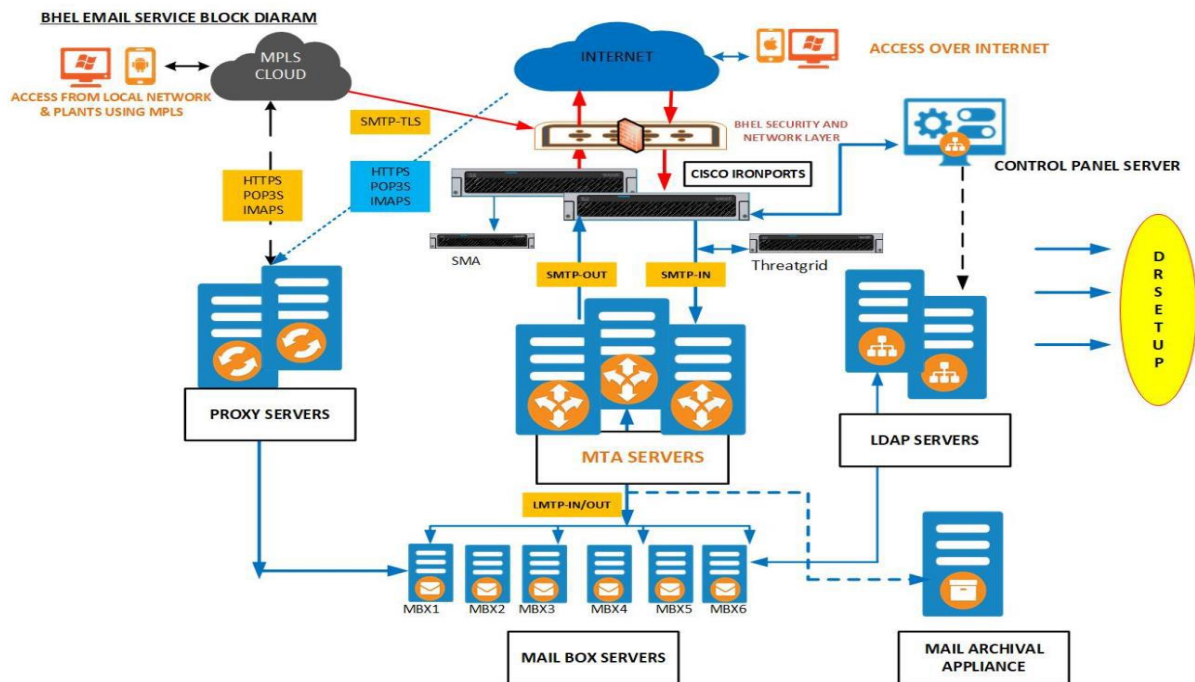 BHEL EMAIL SERVICE BLOCK DIARAM
MPLS
CLOUD
ACCESS FROM LOCAL NETWORK
& PLANTS USING MPLS
INTERNET
ACCESS OVER INTERNET
SMTP-TLS
BHEL SECURITY AND
NETWORK LAYER
HTTPS
POP3S
IMAPS
HTTPS
POP3S
IMAPS
CISCO IRONPORTS
CONTROL PANEL SERVER
SMA
Threatgrid
SMTP-OUT
SMTP-IN
D
R
S
E
T
U
P
PROXY SERVERS
MTA SERVERS
LDAP SERVERS
LMTP-IN/OUT
MBX1
MBX2
MBX3
MBX4
MBX5
MBX6
MAIL BOX SERVERS
MAIL ARCHIVAL
APPLIANCE